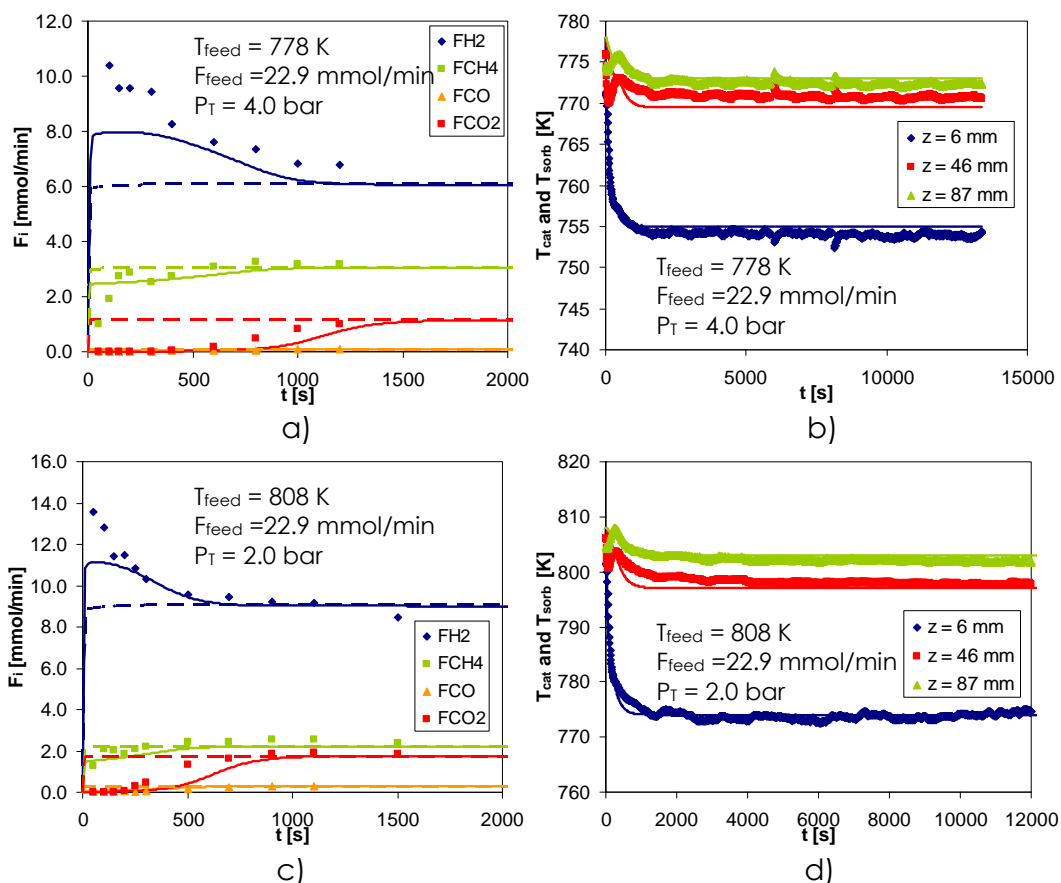 12.0
10.0
8.0
6.0
4.0
2.0
0.0
Fi [mmol/min]
Tfeed = 778 K
Ffeed =22.9 mmol/min
PT = 4.0 bar
FH2
FCH4
FCO
FCO2
0 500 1000 1500 2000
t [s]
a)
780
775
770
765
760
755
750
745
740
Tcat and Tsorb [K]
z = 6 mm
z = 46 mm
z = 87 mm
Tfeed = 778 K
Ffeed =22.9 mmol/min
PT = 4.0 bar
0 5000 10000 15000
t [s]
b)
16.0
14.0
12.0
10.0
8.0
6.0
4.0
2.0
0.0
Fi [mmol/min]
Tfeed = 808 K
Ffeed =22.9 mmol/min
PT = 2.0 bar
FH2
FCH4
FCO
FCO2
0 500 1000 1500 2000
t [s]
c)
820
810
800
790
780
770
760
Tcat and Tsorb [K]
Tfeed = 808 K
Ffeed =22.9 mmol/min
PT = 2.0 bar
z = 6 mm
z = 46 mm
z = 87 mm
0 2000 4000 6000 8000 10000 12000
t [s]
d)